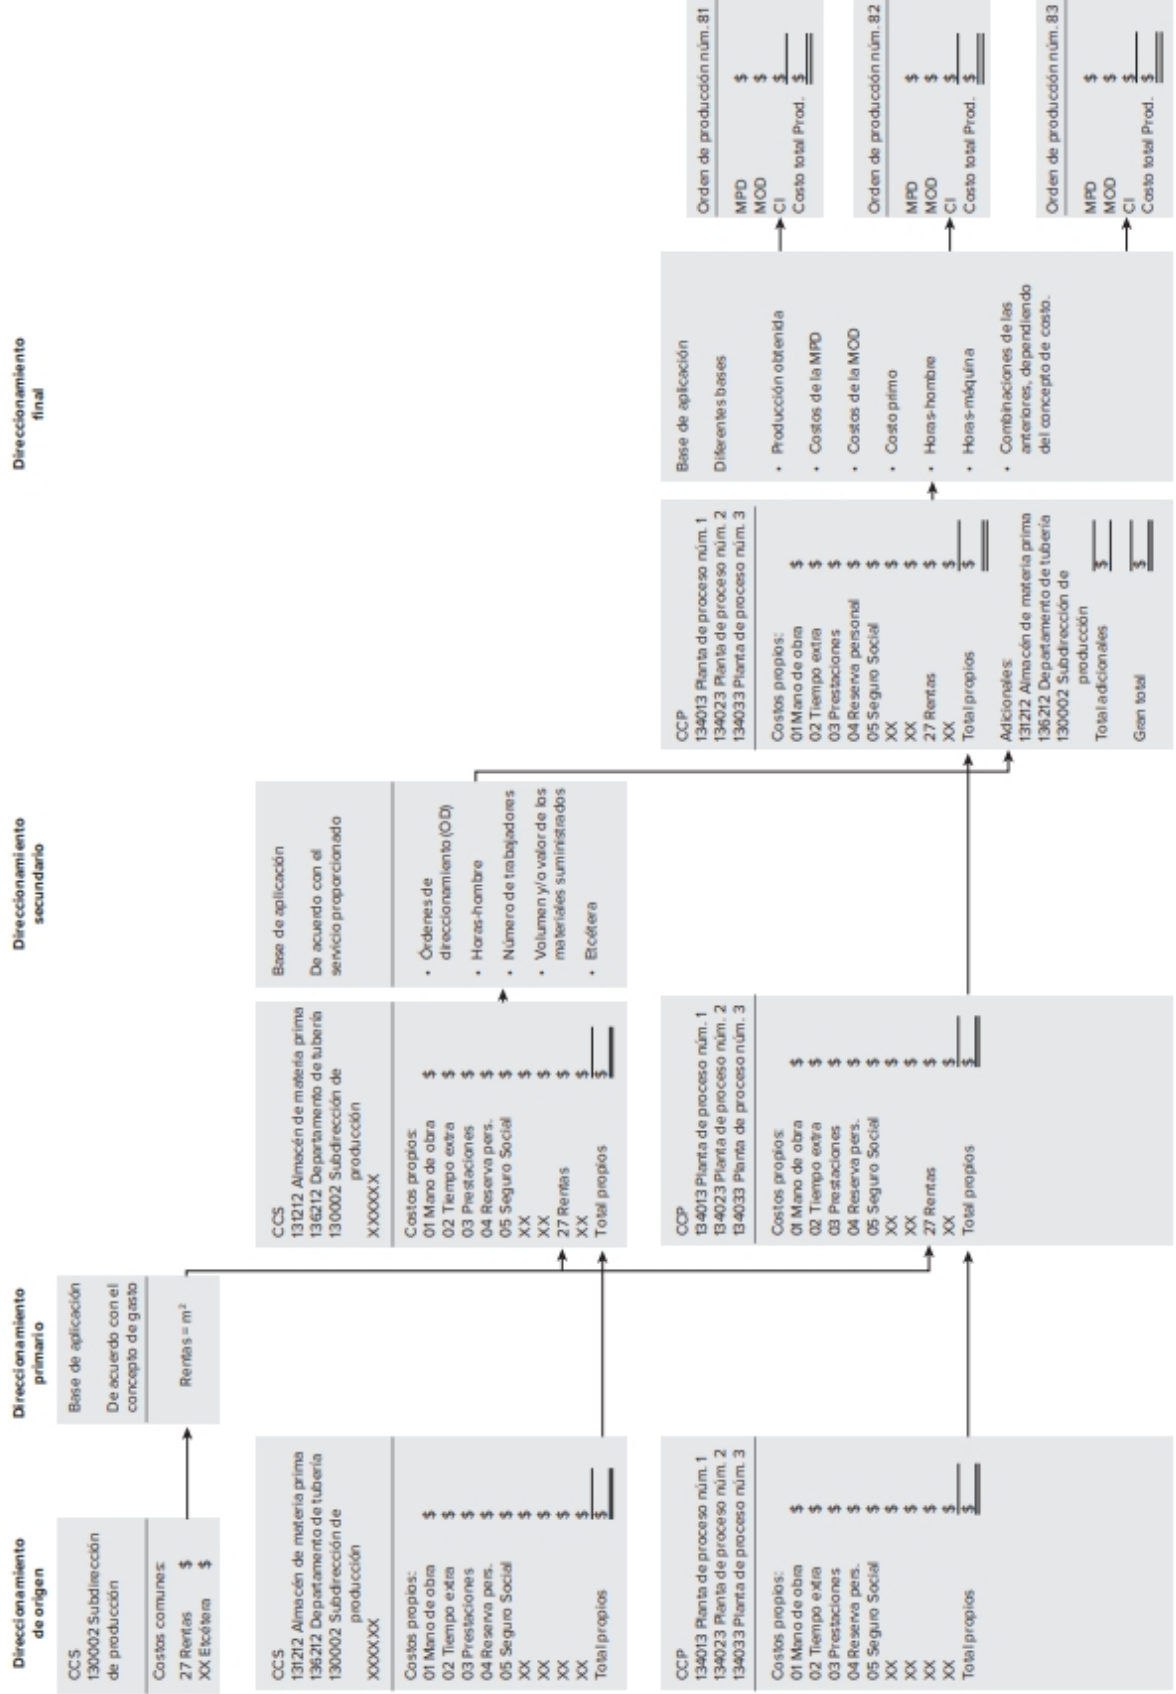 Direccionamiento
de origen
Direccionamiento
primario
Direccionamiento
secundario
Direccionamiento
final
CCS
130002 Subdirección
de producción
Costos comunes:
27 Rentas $
XX Etcétera $
Base de aplicación
De acuerdo con el
concepto de gasto
Rentas = m²
CCS
131212 Almacén de materia prima
136212 Departamento de tubería
130002 Subdirección de
producción
XXXXXX
Costos propios:
01 Mano de obra $
02 Tiempo extra $
03 Prestaciones $
04 Reserva pers. $
05 Seguro Social $
XX $
XX $
XX $
XX $
Total propios $
CCS
131212 Almacén de materia prima
136212 Departamento de tubería
130002 Subdirección de
producción
XXXXXX
Costos propios:
01 Mano de obra $
02 Tiempo extra $
03 Prestaciones $
04 Reserva pers. $
05 Seguro Social $
XX $
XX $
27 Rentas $
XX $
Total propios $
Base de aplicación
De acuerdo con el
servicio proporcionado
• Órdenes de
direccionamiento (OD)
• Horas-hombre
• Número de trabajadores
• Volumen y/o valor de los
materiales suministrados
• Etcétera
CCP
134013 Planta de proceso núm. 1
134023 Planta de proceso núm. 2
134033 Planta de proceso núm. 3
Costos propios:
01 Mano de obra $
02 Tiempo extra $
03 Prestaciones $
04 Reserva pers. $
05 Seguro Social $
XX $
XX $
XX $
XX $
Total propios $
CCP
134013 Planta de proceso núm. 1
134023 Planta de proceso núm. 2
134033 Planta de proceso núm. 3
Costos propios:
01 Mano de obra $
02 Tiempo extra $
03 Prestaciones $
04 Reserva pers. $
05 Seguro Social $
XX $
XX $
27 Rentas $
XX $
Total propios $
CCP
134013 Planta de proceso núm. 1
134023 Planta de proceso núm. 2
134033 Planta de proceso núm. 3
Costos propios:
01 Mano de obra $
02 Tiempo extra $
03 Prestaciones $
04 Reserva personal $
05 Seguro Social $
XX $
XX $
27 Rentas $
XX $
Total propios $
Adicionales:
131212 Almacén de materia prima
136212 Departamento de tubería
130002 Subdirección de
producción
Total adicionales $
Gran total $
Base de aplicación
Diferentes bases
• Producción obtenida
• Costos de la MPD
• Costos de la MOD
• Costo primo
• Horas-hombre
• Horas-máquina
• Combinaciones de las
anteriores, dependiendo
del concepto de costo.
Orden de producción núm. 81
MPD $
MOD $
CI $
Costo total Prod. $
Orden de producción núm. 82
MPD $
MOD $
CI $
Costo total Prod. $
Orden de producción núm. 83
MPD $
MOD $
CI $
Costo total Prod. $